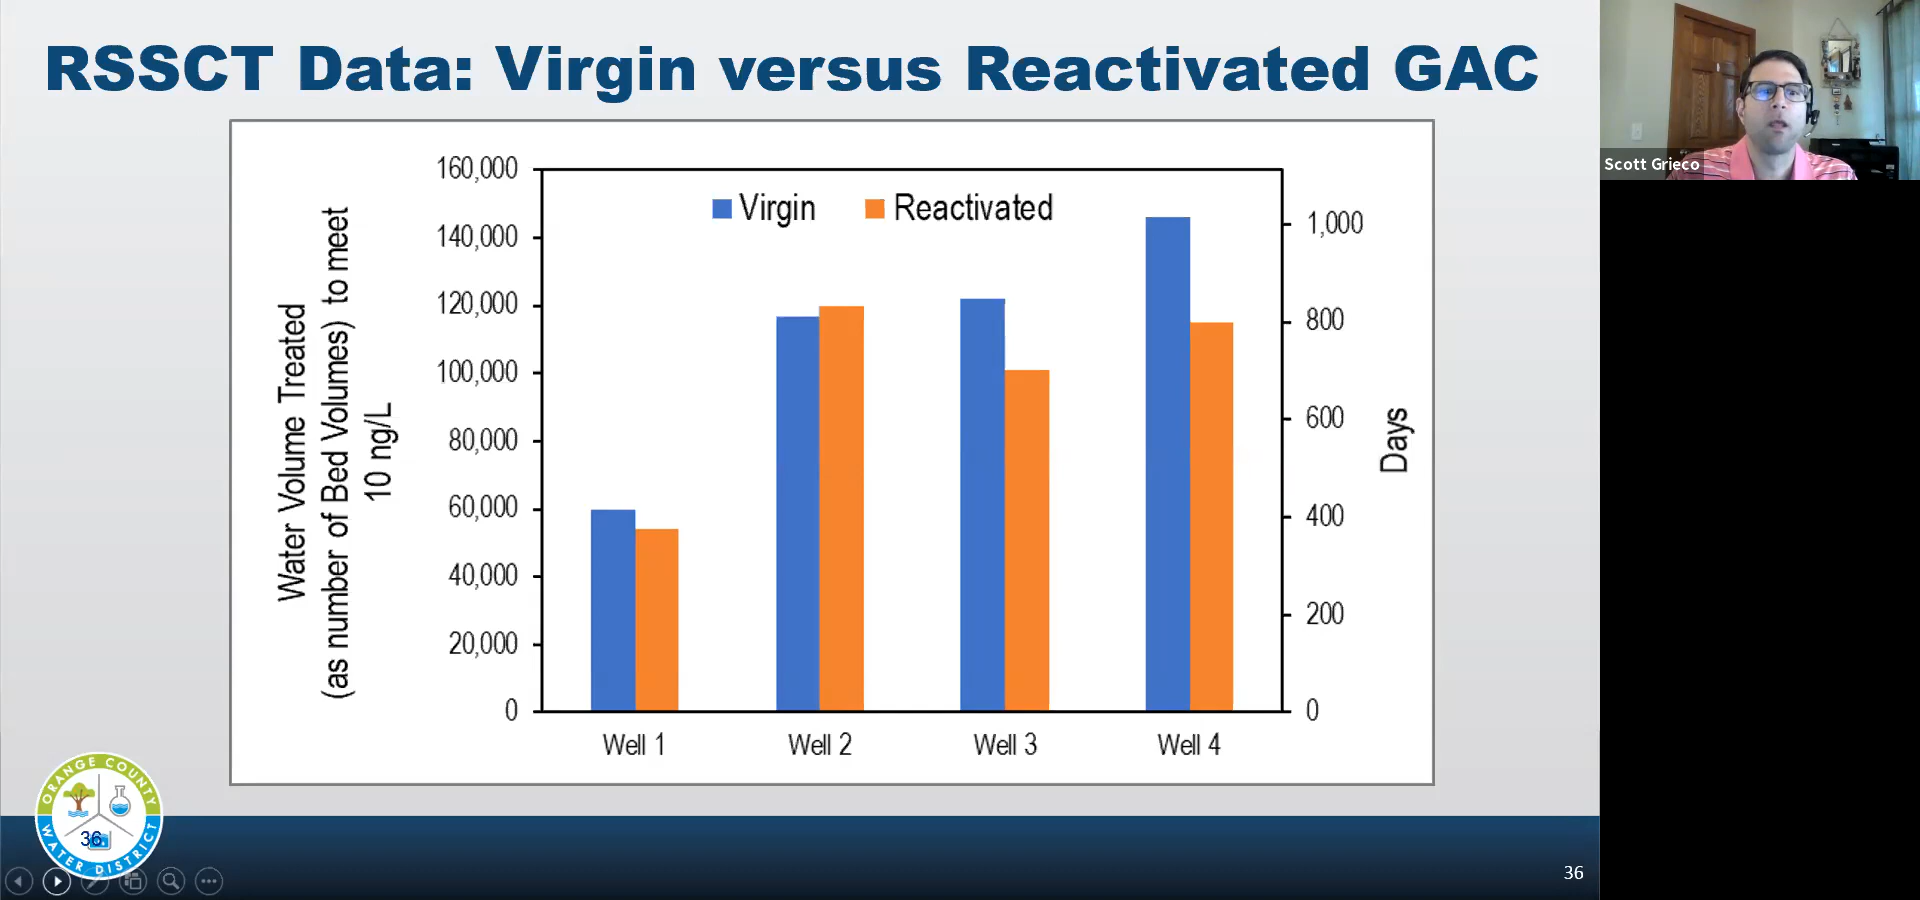 RSSCT Data: Virgin versus Reactivated GAC
Scott Grieco
Virgin
Reactivated
Water Volume Treated
(as number of Bed Volumes) to meet
10 ng/L
160,000
140,000
120,000
100,000
80,000
60,000
40,000
20,000
0
1,000
800
600
400
200
0
Days
Well 1
Well 2
Well 3
Well 4
ORANGE COUNTY
WATER DISTRICT
36
36